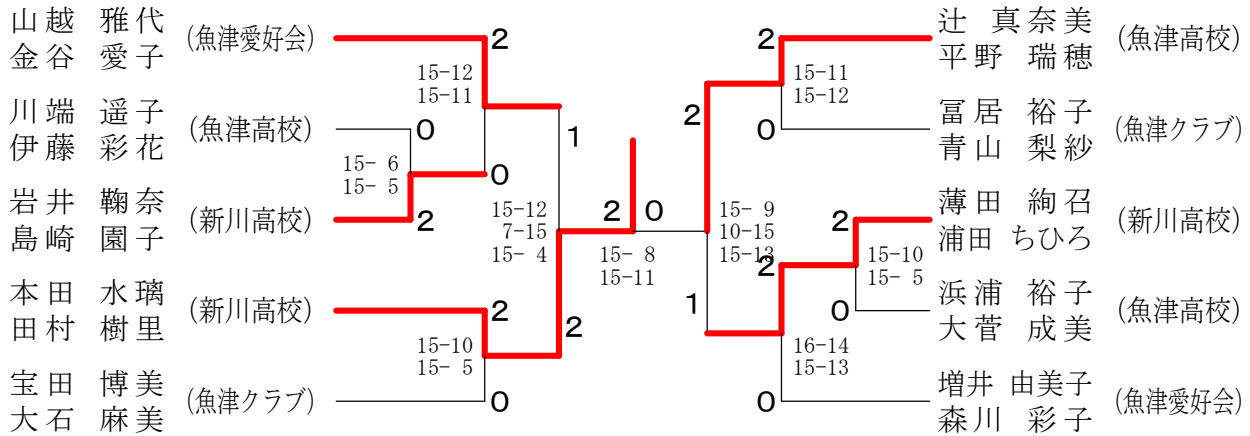 山越 雅代
金谷 愛子
(魚津愛好会)
2
15-12
15-11
川端 遥子
伊藤 彩花
(魚津高校)
0
15- 6
15- 5
0
岩井 鞠奈
島崎 園子
(新川高校)
2
本田 水璃
田村 樹里
(新川高校)
2
15-10
15- 5
宝田 博美
大石 麻美
(魚津クラブ)
0
1
15-12
7-15
15- 4
2
2
0
15- 8
15-11
辻 真奈美
平野 瑞穂
(魚津高校)
2
15-11
15-12
冨居 裕子
青山 梨紗
(魚津クラブ)
0
2
15- 9
10-15
15-13
1
薄田 絢召
浦田 ちひろ
(新川高校)
2
15-10
15- 5
2
浜浦 裕子
大菅 成美
(魚津高校)
0
16-14
15-13
増井 由美子
森川 彩子
(魚津愛好会)
0